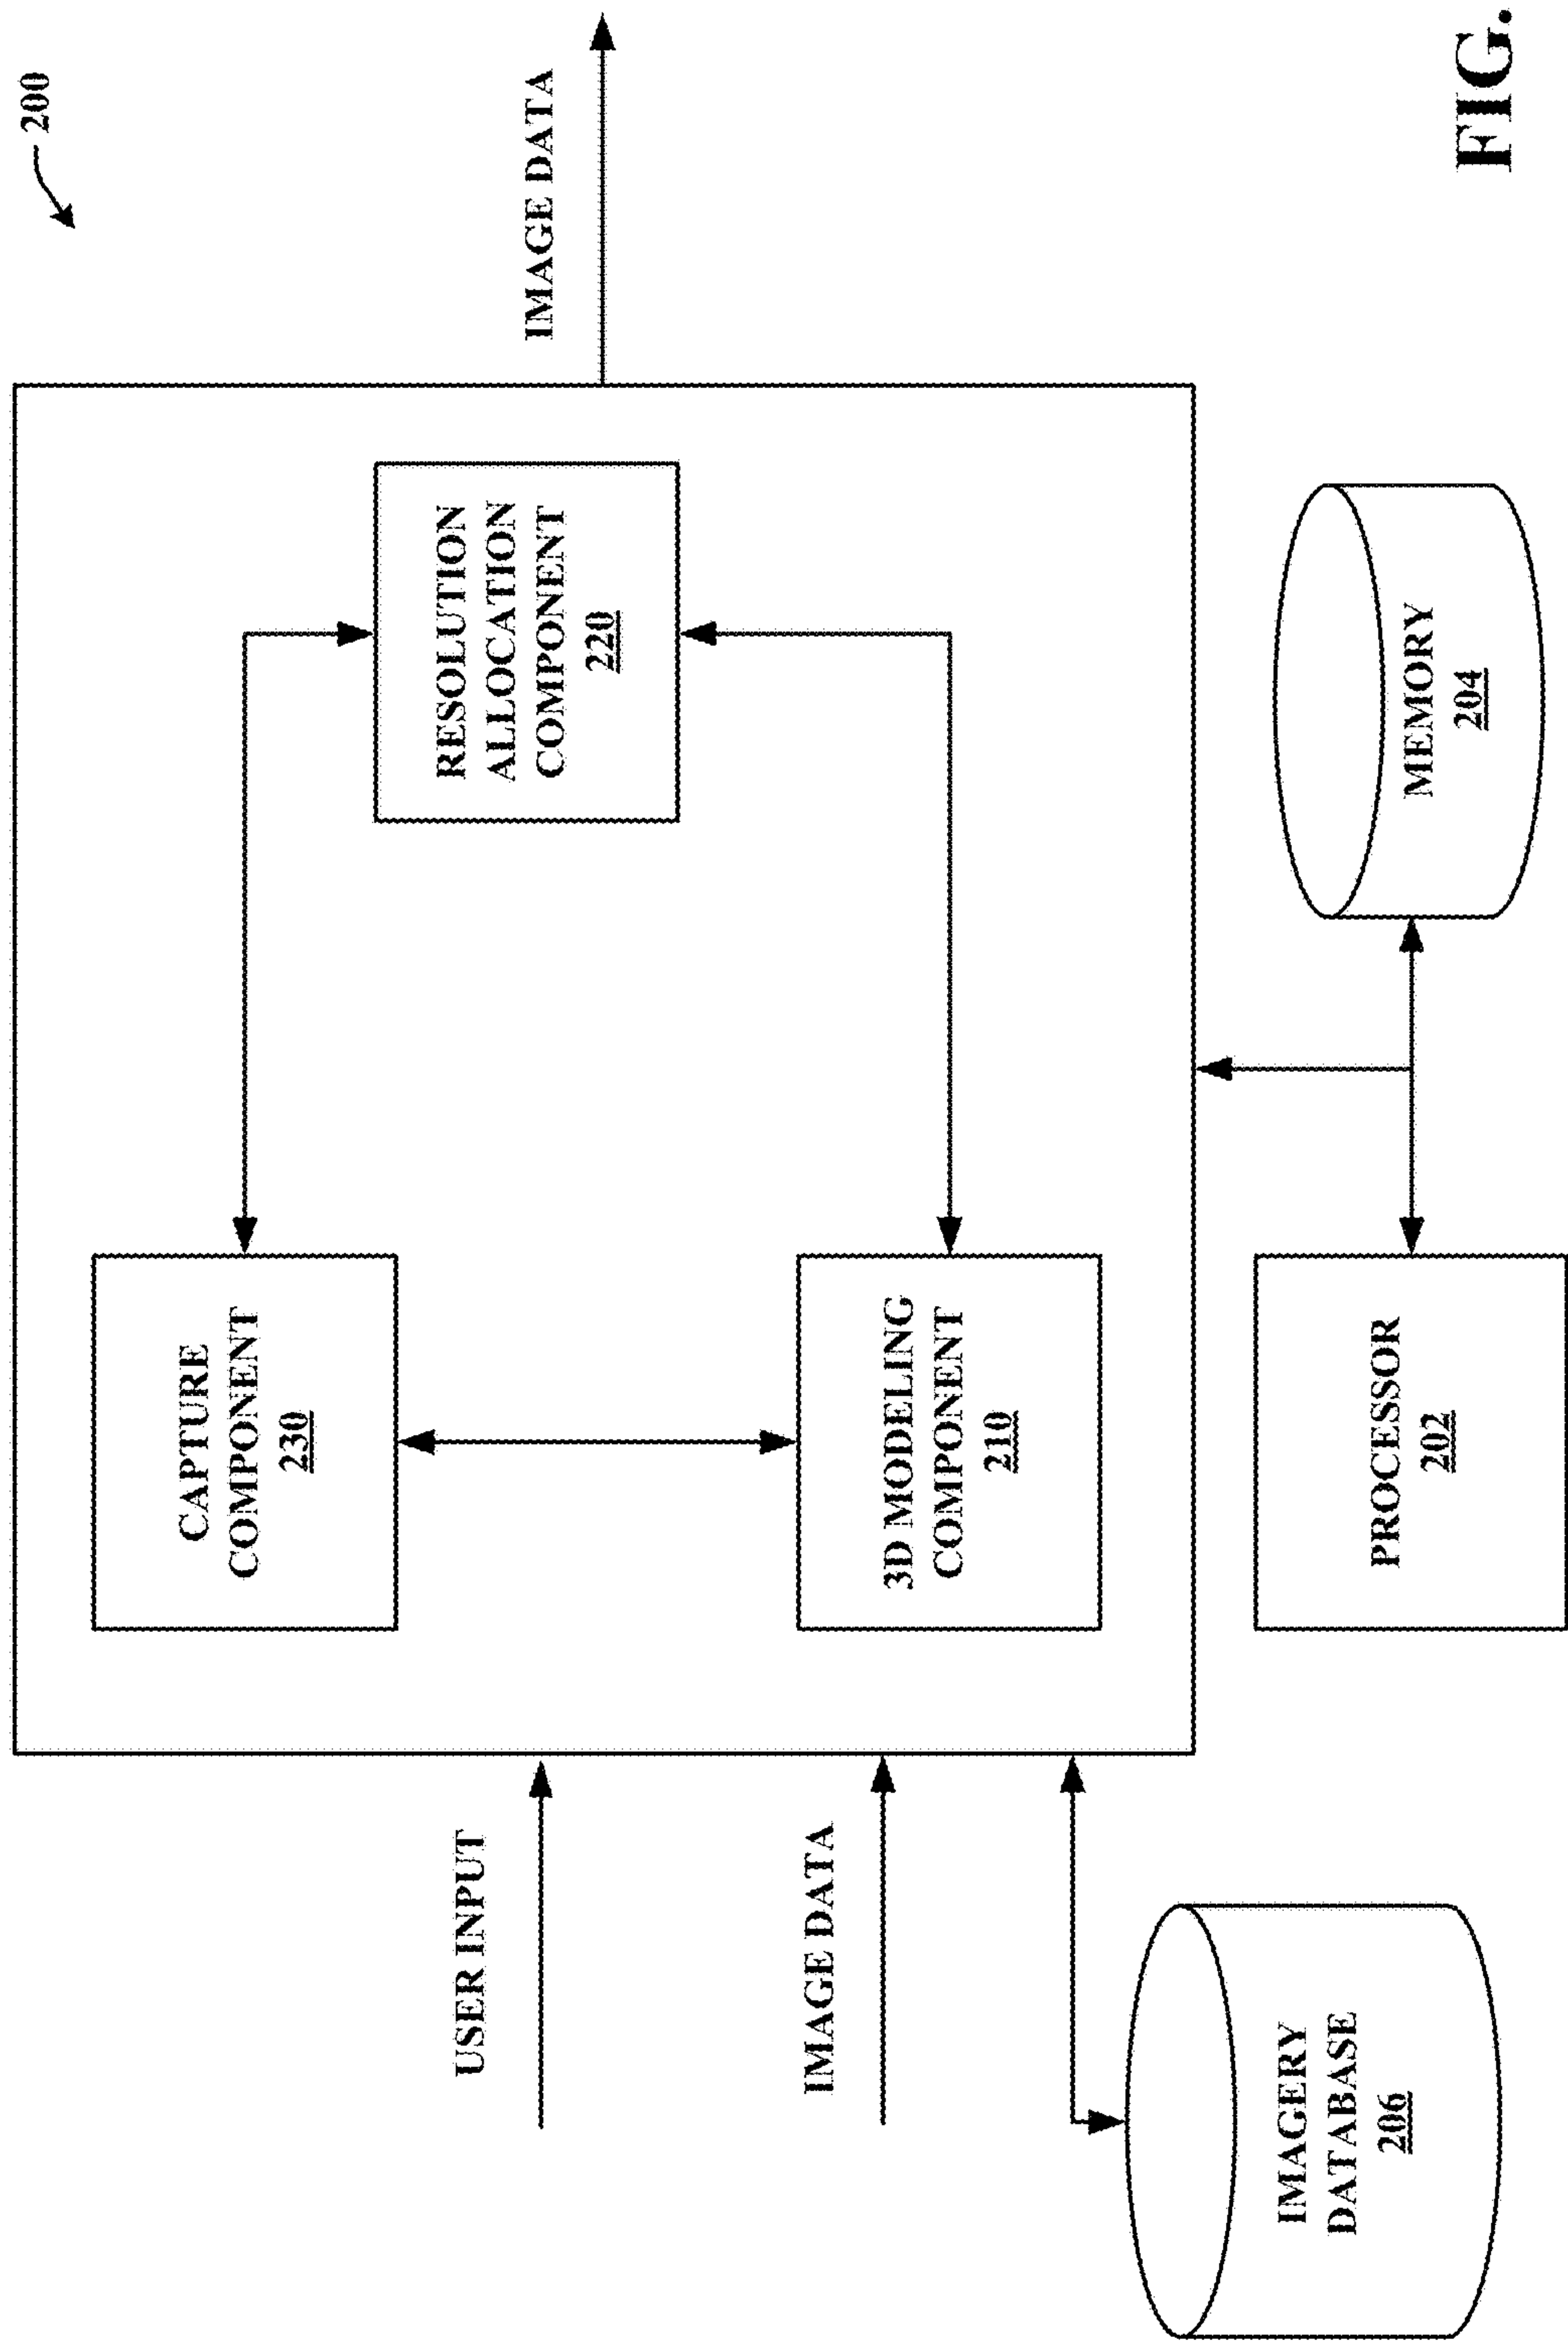 200
CAPTURE
COMPONENT
230
RESOLUTION
ALLOCATION
COMPONENT
220
IMAGE DATA
USER INPUT
IMAGE DATA
3D MODELING
COMPONENT
210
IMAGERY
DATABASE
206
PROCESSOR
202
MEMORY
204
FIG.